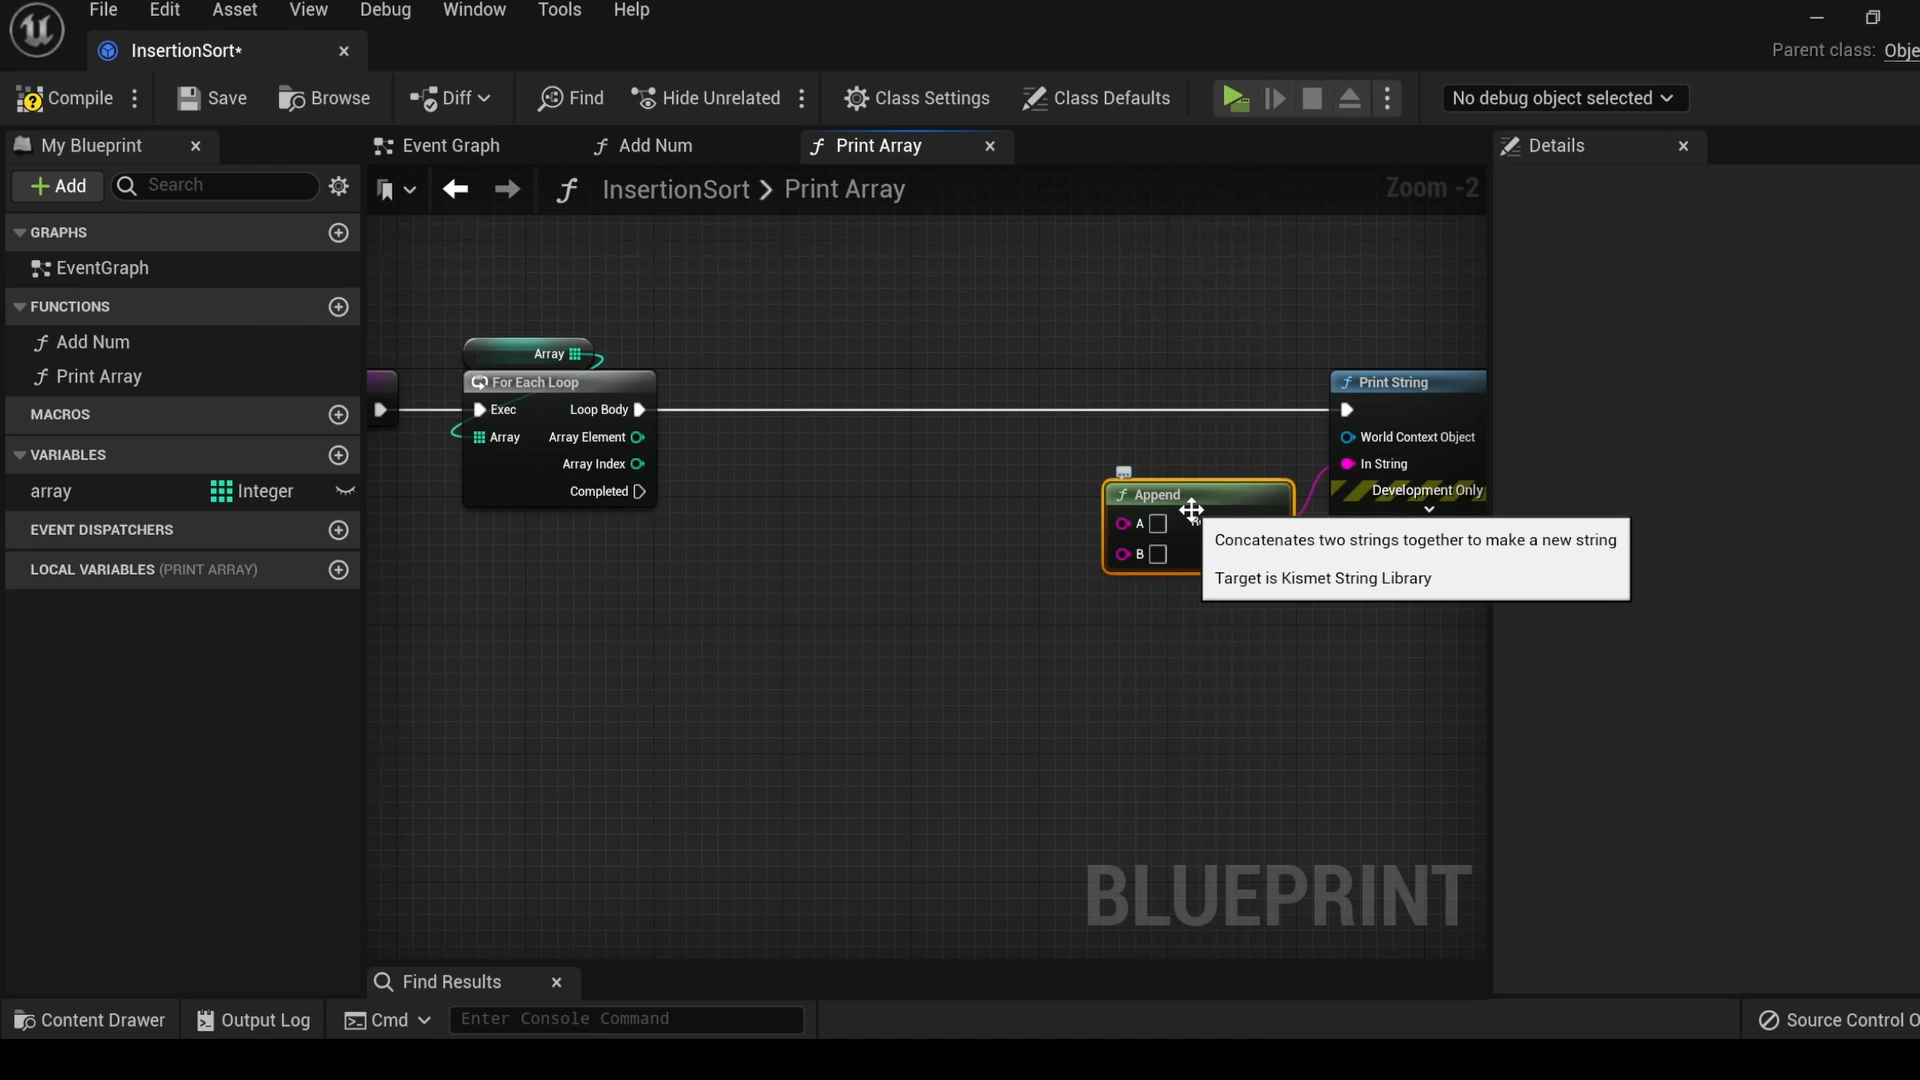 File Edit Asset View Debug Window Tools Help
InsertionSort*
Parent class: Obje
Compile Save Browse Diff Find Hide Unrelated Class Settings Class Defaults No debug object selected
My Blueprint Event Graph Add Num Print Array Details
Add Search InsertionSort > Print Array Zoom -2
GRAPHS
EventGraph
FUNCTIONS
Add Num
Print Array
MACROS
VARIABLES
array Integer
EVENT DISPATCHERS
LOCAL VARIABLES (PRINT ARRAY)
Array
For Each Loop
Exec Loop Body
Array Array Element
Array Index
Completed
Print String
World Context Object
In String
Development Only
Append
A
B
Concatenates two strings together to make a new string
Target is Kismet String Library
BLUEPRINT
Find Results
Content Drawer Output Log Cmd Enter Console Command Source Control O